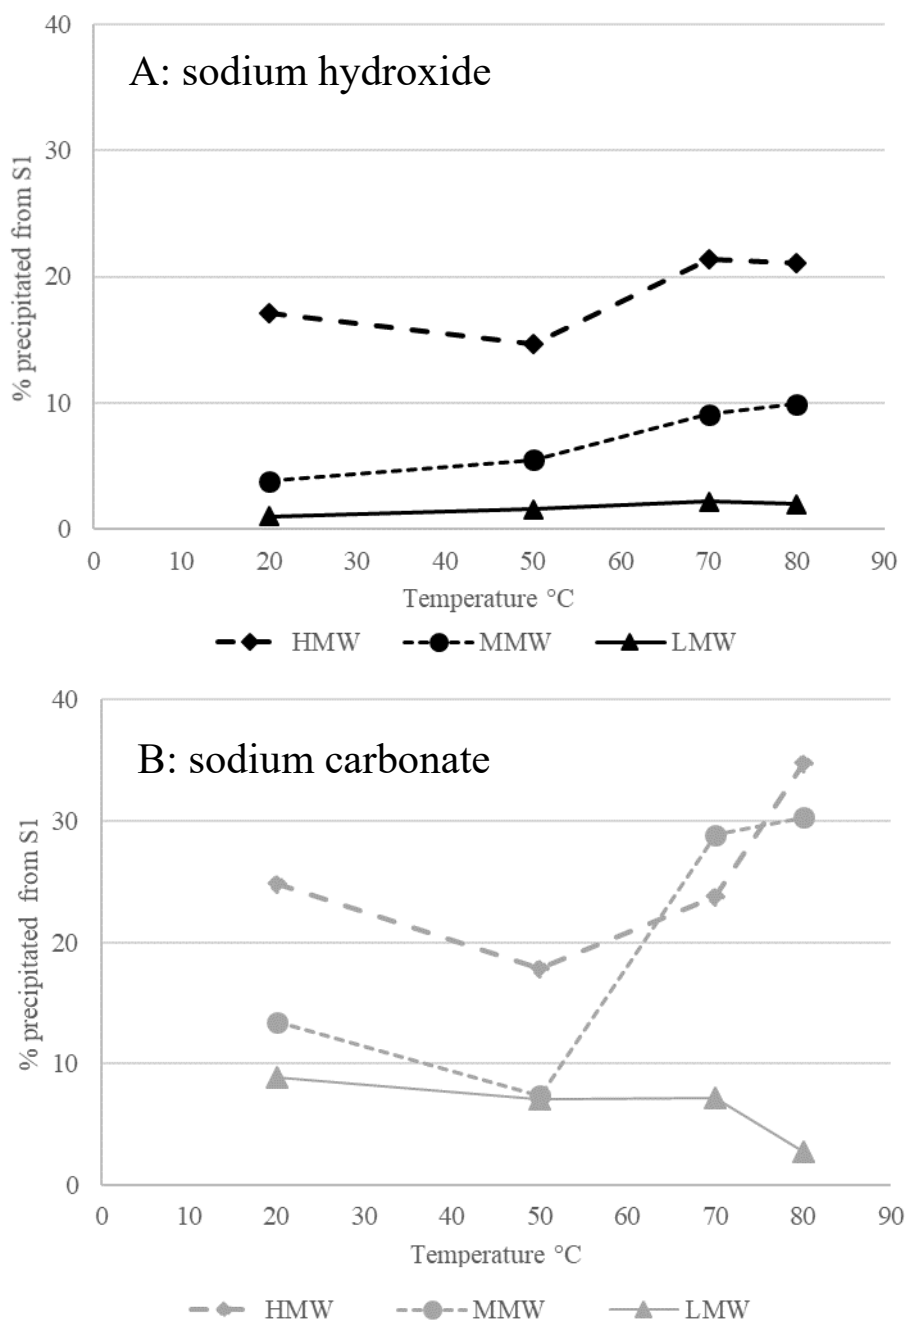 40
A: sodium hydroxide
30
% precipitated from S1
20
10
0
0 10 20 30 40 50 60 70 80 90
Temperature °C
HMW MMW LMW
40
B: sodium carbonate
30
% precipitated from S1
20
10
0
0 10 20 30 40 50 60 70 80 90
Temperature °C
HMW MMW LMW